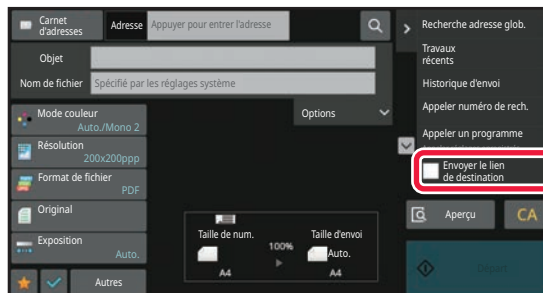 Carnet
d'adresses
Adresse
Appuyer pour entrer l'adresse
Objet
Nom de fichier
Spécifié par les réglages système
Options
Mode couleur
Auto./Mono 2
Résolution
200x200ppp
Format de fichier
PDF
Original
Exposition
Auto.
Autres
Taille de num.
A4
100%
Taille d'envoi
Auto.
A4
Recherche adresse glob.
Travaux
récents
Historique d'envoi
Appeler numéro de rech.
Appeler un programme
Envoyer le lien
de destination
Aperçu
CA
Départ